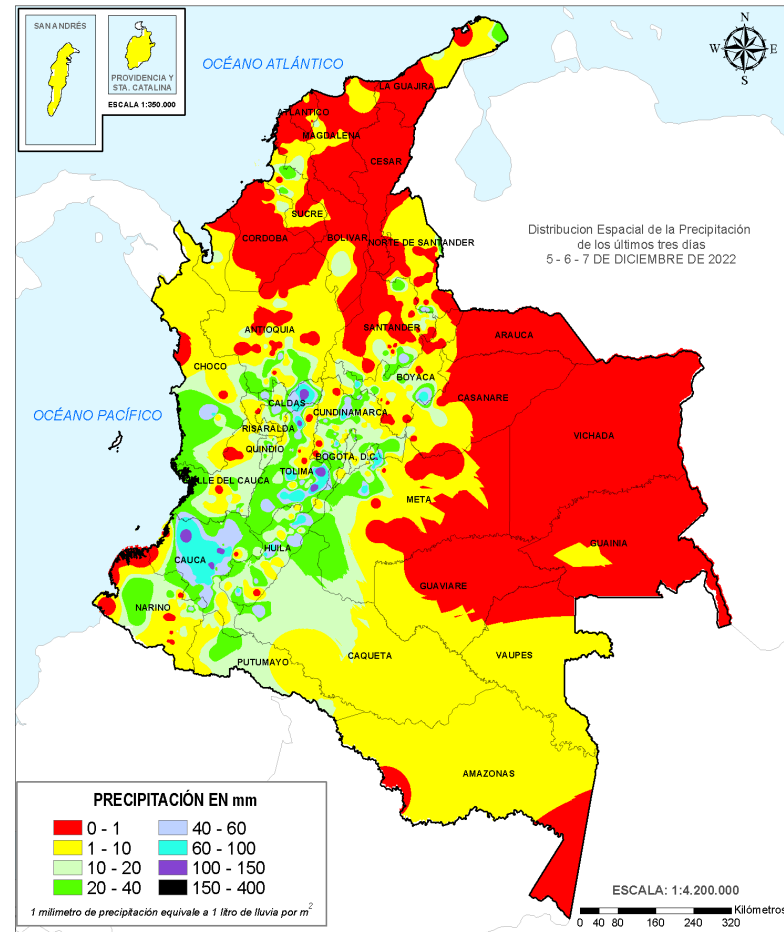 SAN ANDRÉS
PROVIDENCIA Y
STA. CATALINA
ESCALA 1:350.000
OCÉANO ATLÁNTICO
N
W
E
S
LA GUAJIRA
ATLANTICO
MAGDALENA
CESAR
SUCRE
CORDOBA
BOLIVAR
NORTE DE SANTANDER
Distribucion Espacial de la Precipitación
de los últimos tres días
5 - 6 - 7 DE DICIEMBRE DE 2022
ANTIOQUIA
SANTANDER
ARAUCA
CHOCO
BOYACA
CASANARE
OCÉANO PACÍFICO
CALDAS
CUNDINAMARCA
RISARALDA
VICHADA
QUINDIO
BOGOTA, D.C.
TOLIMA
VALLE DEL CAUCA
META
CAUCA
HUILA
GUAINIA
GUAVIARE
NARINO
PUTUMAYO
CAQUETA
VAUPES
AMAZONAS
PRECIPITACIÓN EN mm
0 - 1
40 - 60
1 - 10
60 - 100
10 - 20
100 - 150
20 - 40
150 - 400
1 milimetro de precipitación equivale a 1 litro de lluvia por m2
ESCALA: 1:4.200.000
Kilómetros
0 40 80 160 240 320